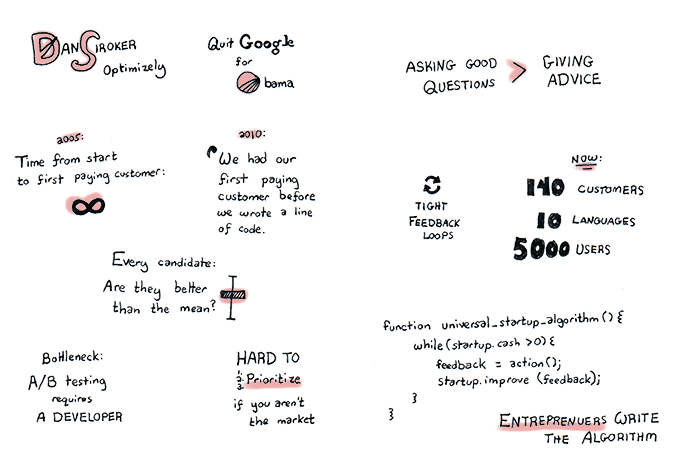 Dan Siroker
Optimizely
Quit Google
for
Obama
ASKING GOOD
QUESTIONS > GIVING
ADVICE
2005:
Time from start
to first paying customer:
∞
2010:
"We had our
first paying
customer before
we wrote a line
of code.
TIGHT
FEEDBACK
LOOPS
NOW:
140 CUSTOMERS
10 LANGUAGES
5000 USERS
Every candidate:
Are they better
than the mean?
Bottleneck:
A/B testing
requires
A DEVELOPER
HARD TO
1. 2. 3. Prioritize
if you aren't
the market
function universal_startup_algorithm() {
while (startup.cash >0) {
feedback = action();
startup.improve (feedback);
}
}
ENTREPRENUERS WRITE
THE ALGORITHM